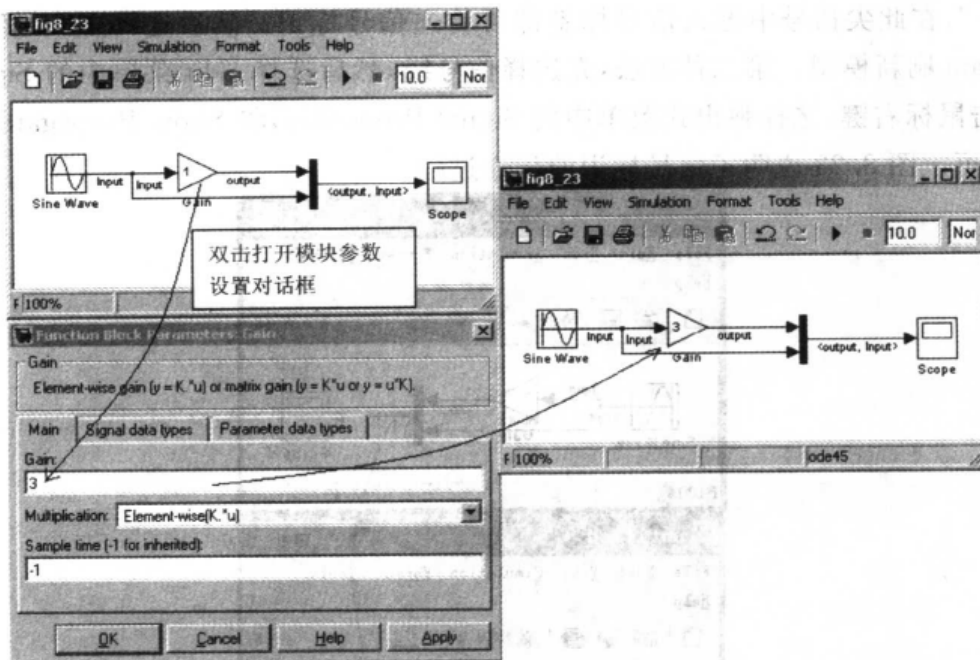 fig8_23
File Edit View Simulation Format Tools Help
10.0 Nor
1
Input Input output
Sine Wave Gain <output, Input> Scope
双击打开模块参数
设置对话框
F 100%
Function Block Parameters: Gain
Gain
Element-wise gain (y = K.*u) or matrix gain (y = K*u or y = u*K).
Main Signal data types Parameter data types
Gain:
3
Multiplication: Element-wise(K.*u)
Sample time (-1 for inherited):
-1
OK Cancel Help Apply
fig8_23
File Edit View Simulation Format Tools Help
10.0 Nor
3
Input Input output
Sine Wave Gain <output, Input> Scope
F 100% ode45